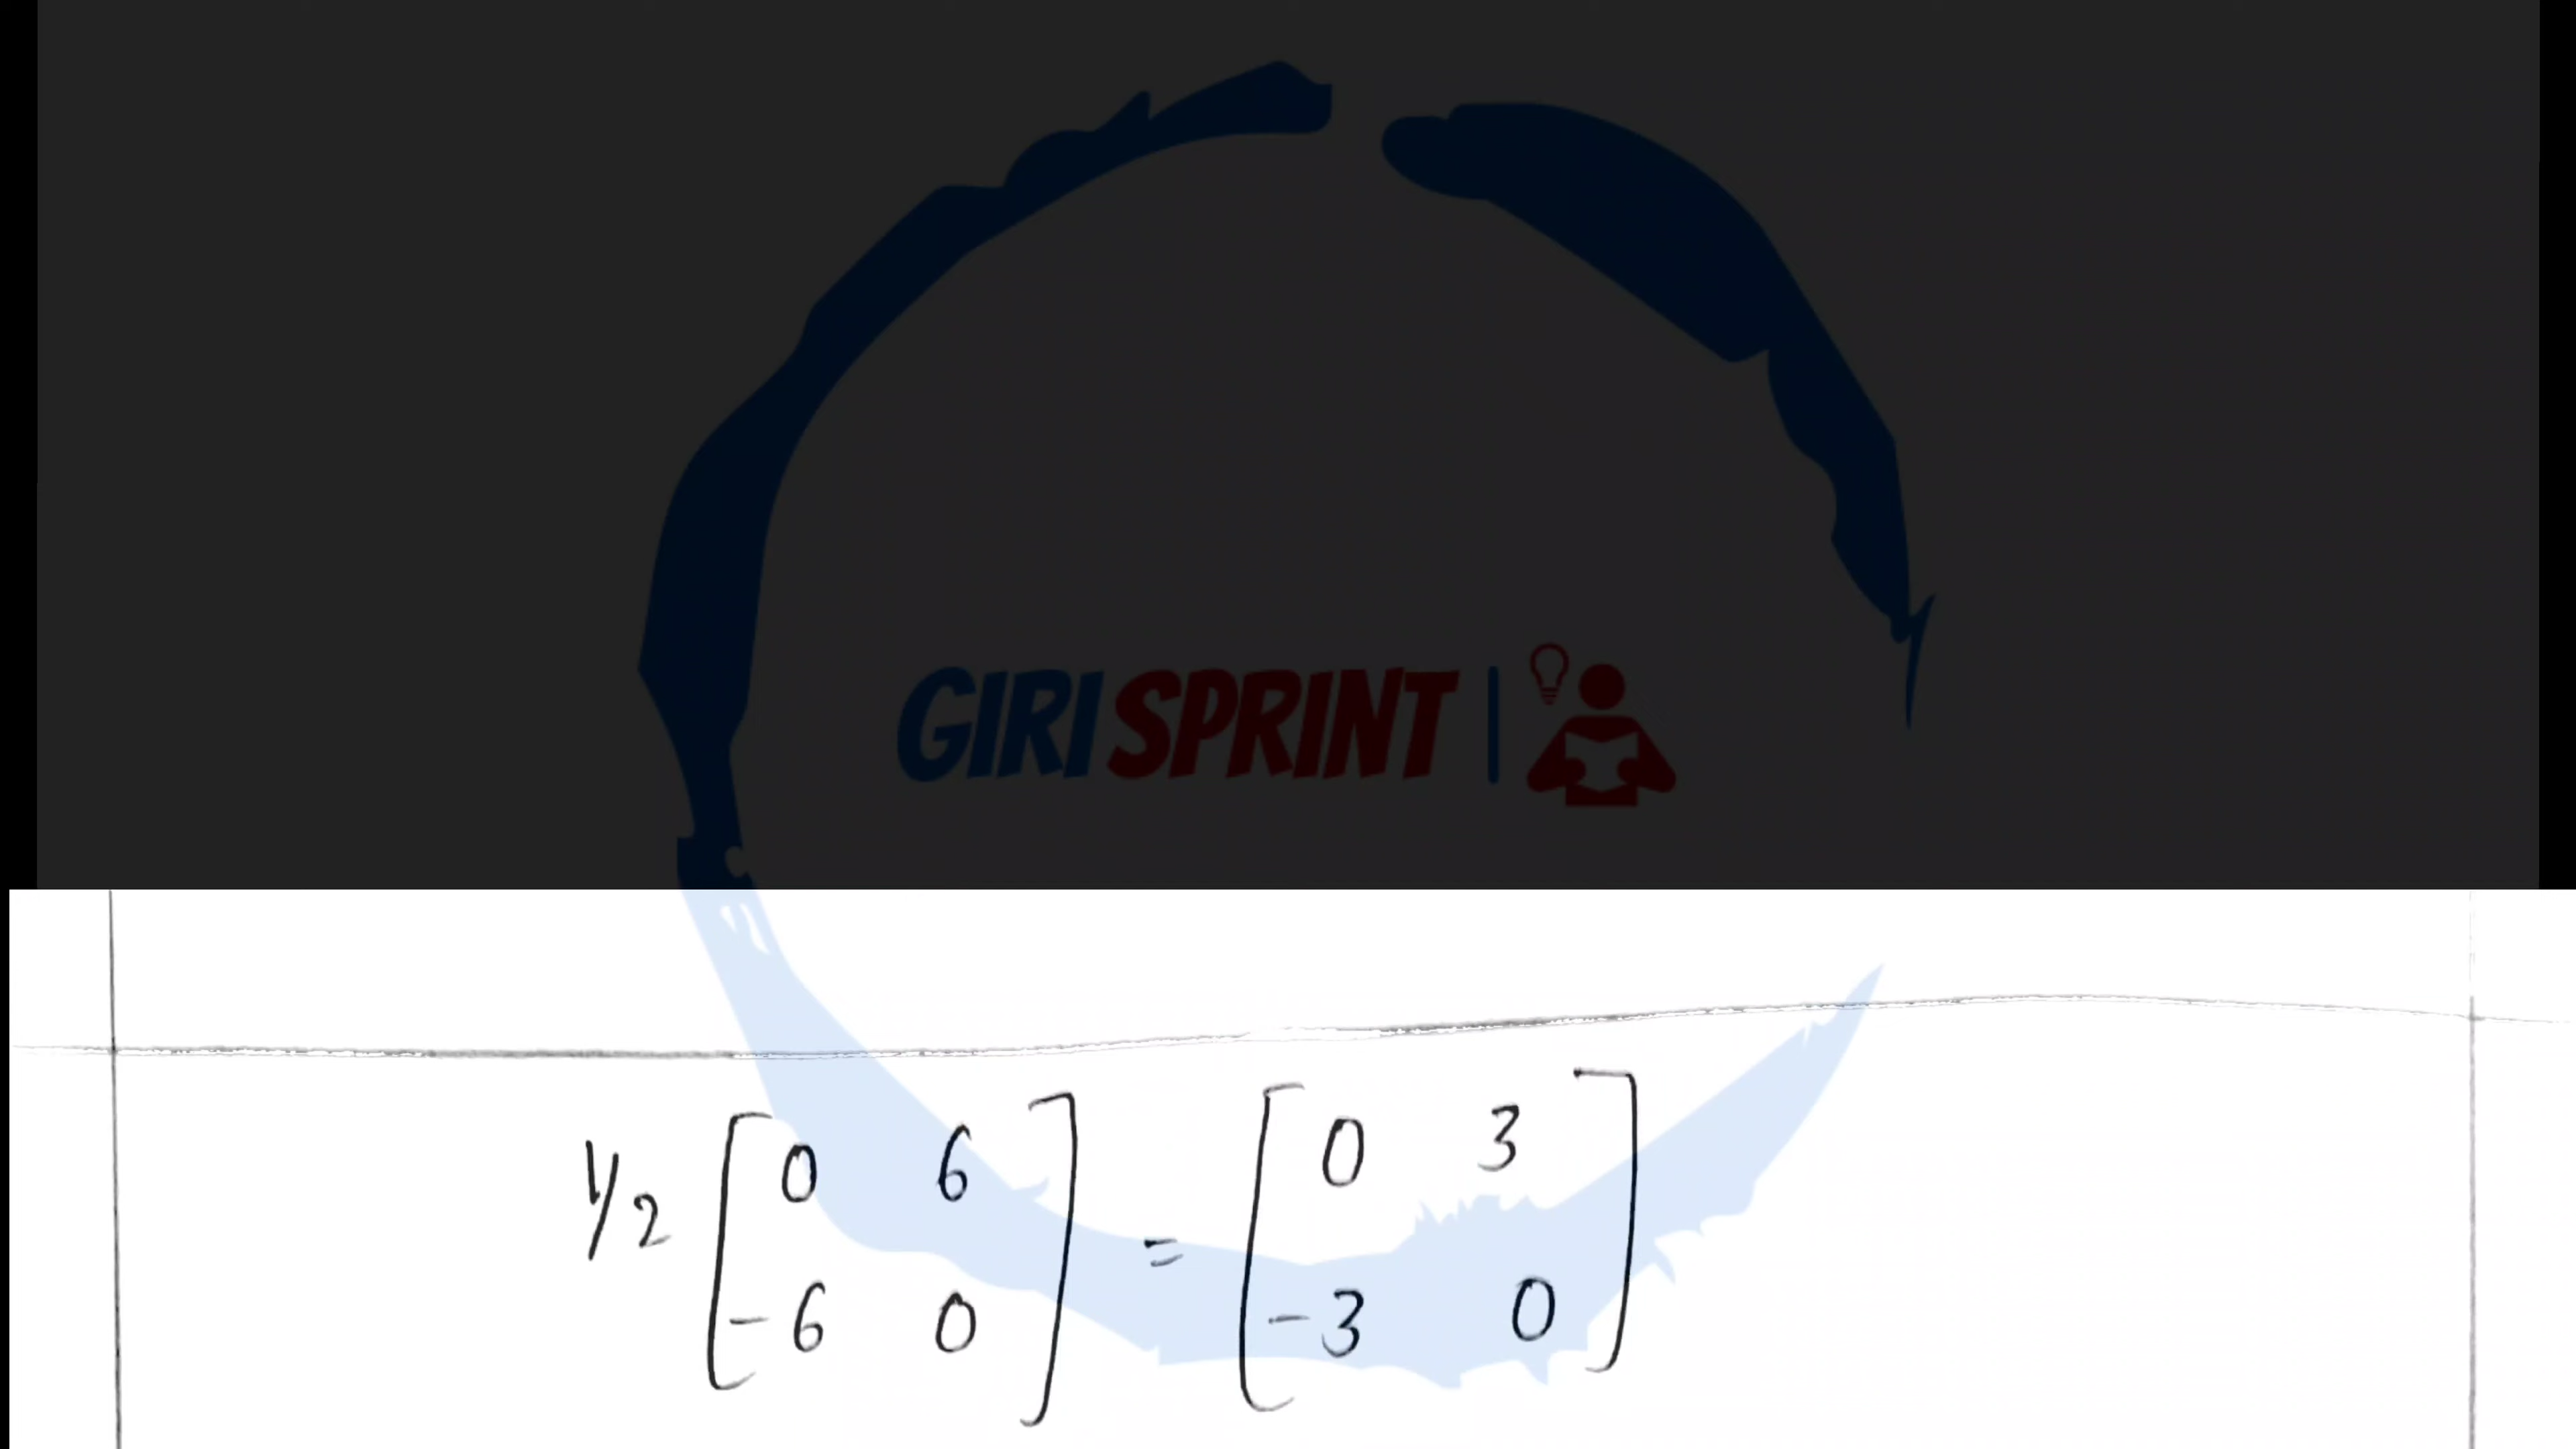 GIRI SPRINT
1/2 [ 0 6 ] = [ 0 3 ]
[ -6 0 ] [ -3 0 ]